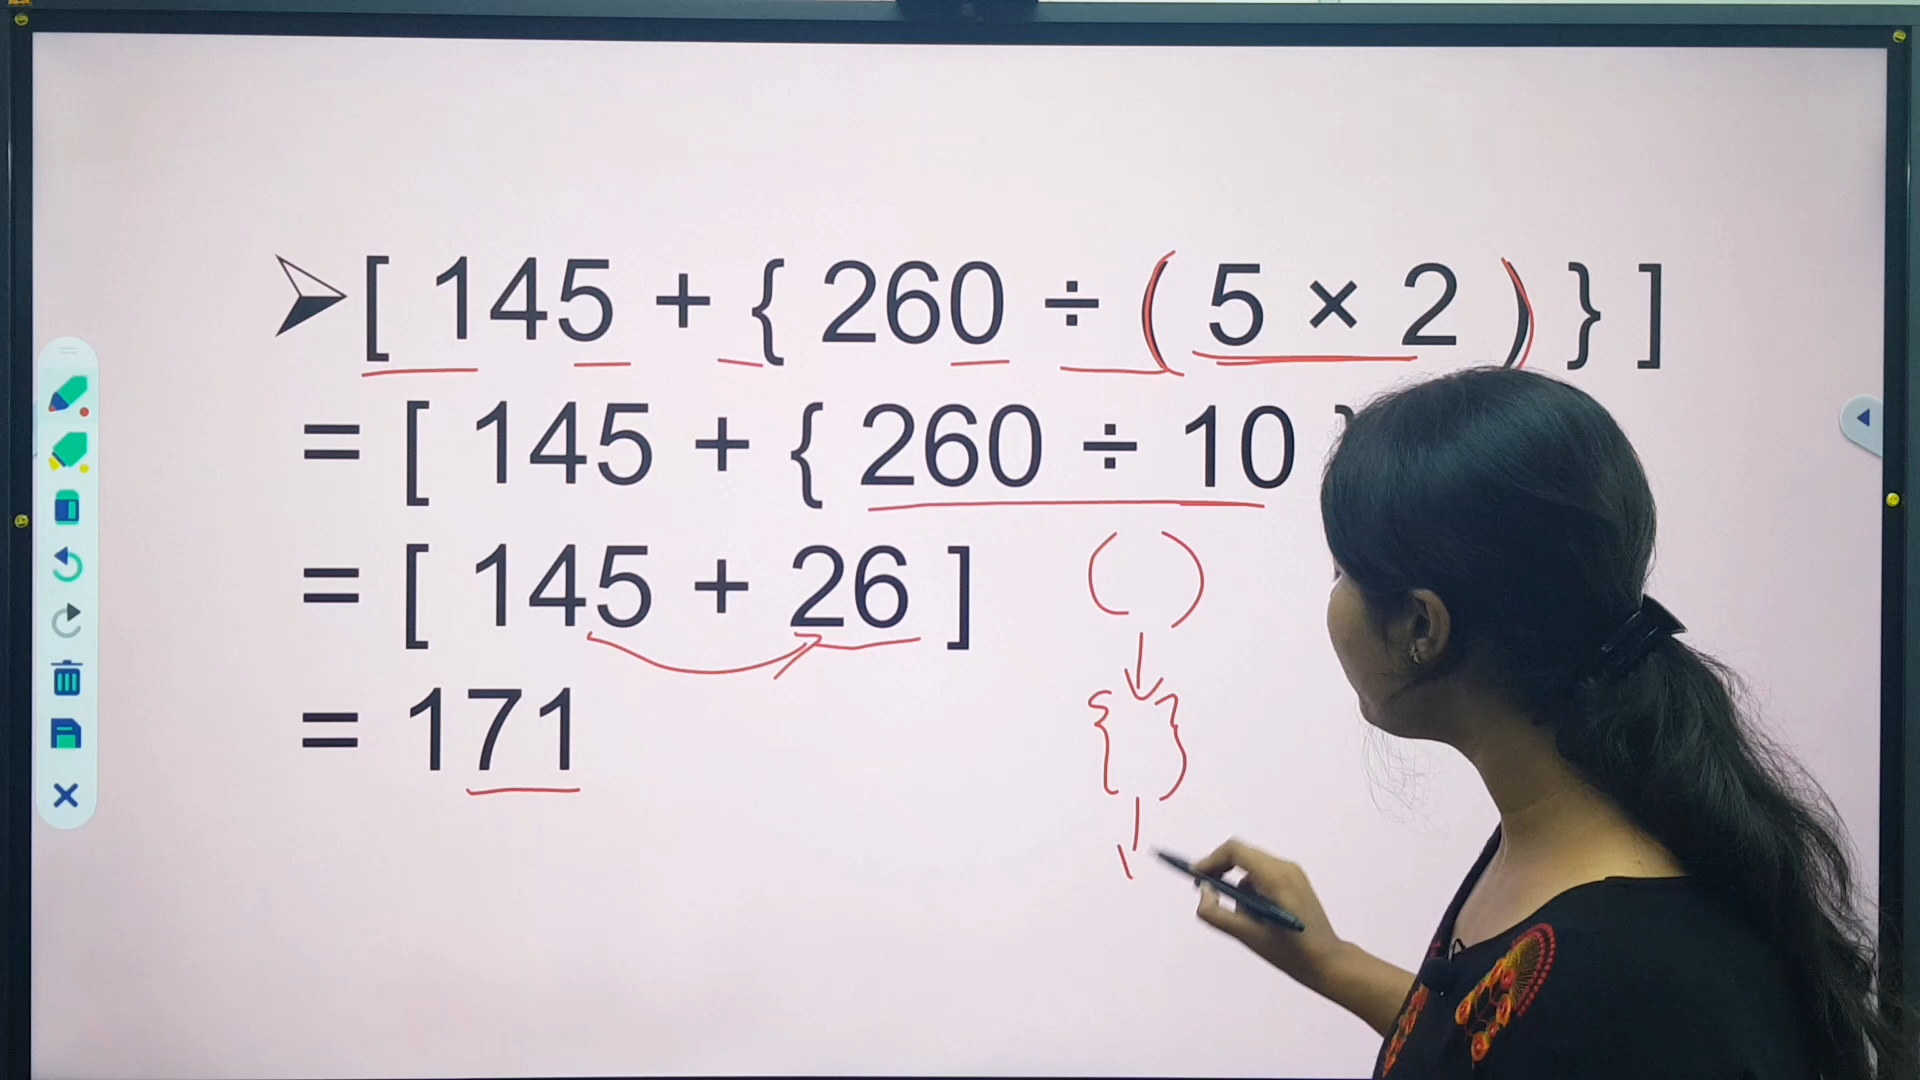 ➢[ 145 + { 260 ÷ ( 5 × 2 ) } ]
= [ 145 + { 260 ÷ 10 }
= [ 145 + 26 ]
= 171
( )
{ }